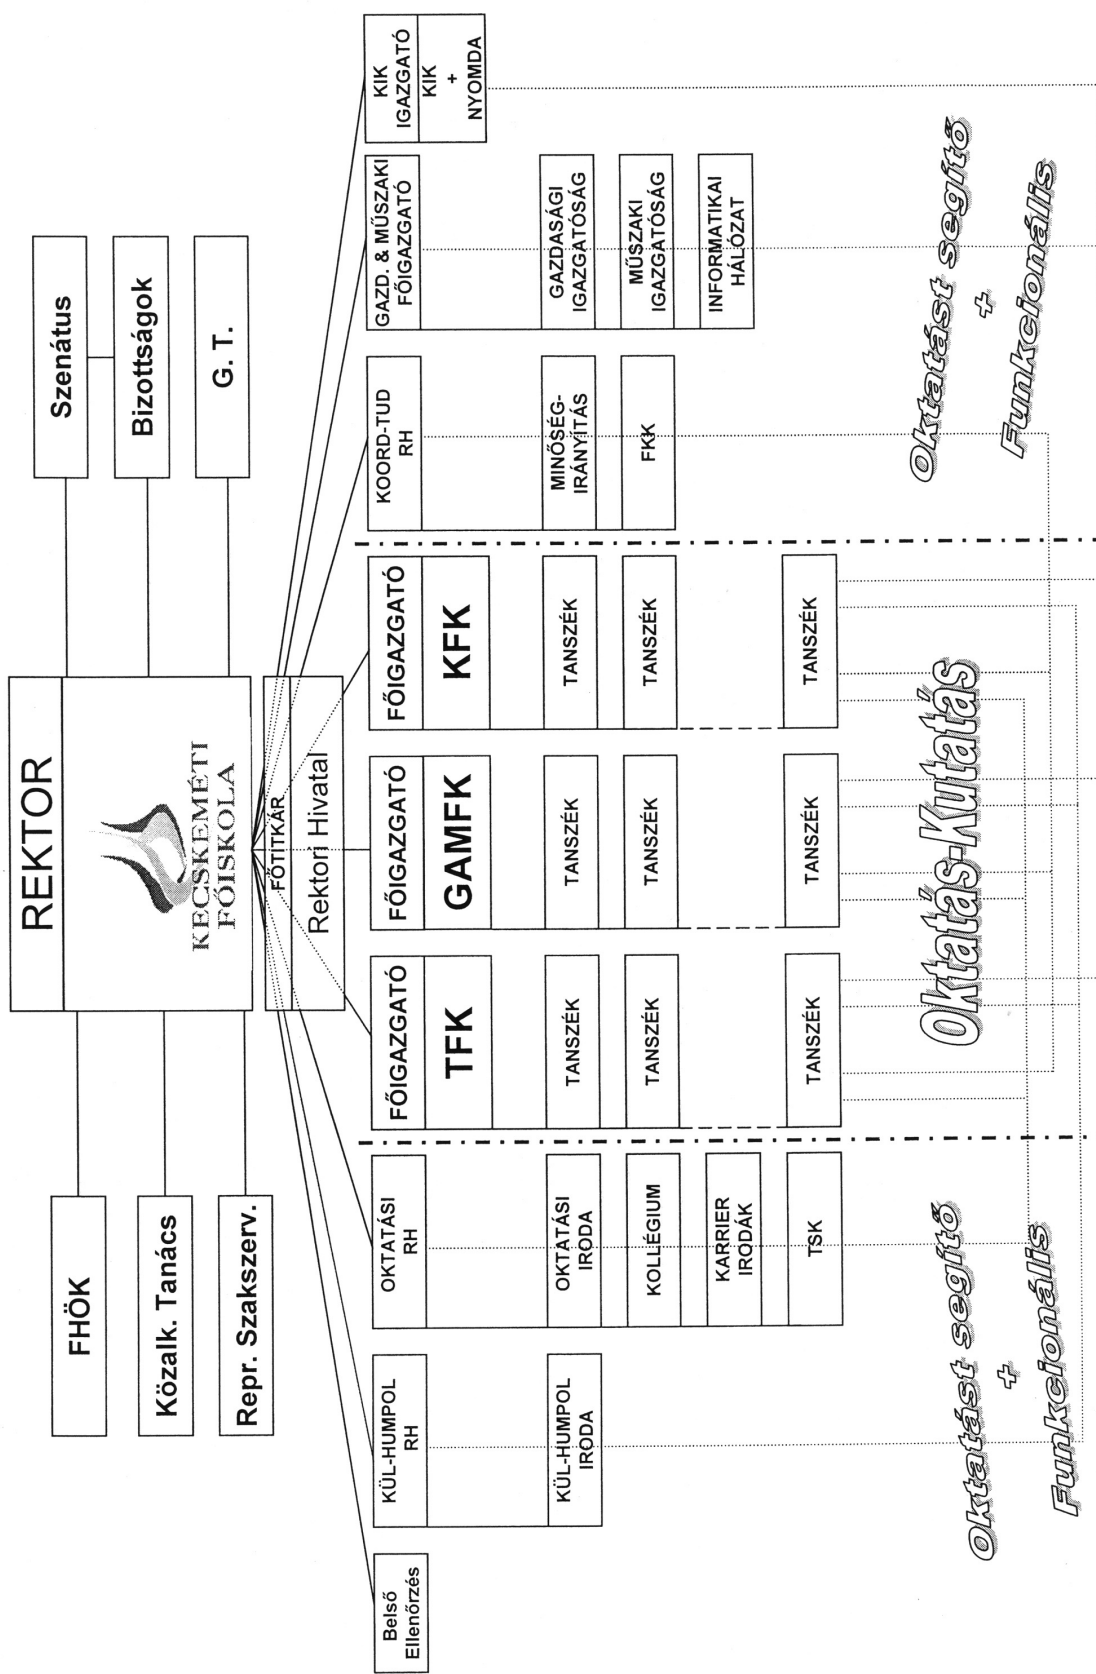 REKTOR
KECSKEMÉTI
FŐISKOLA
FŐTITKÁR
Rektori Hivatal
FHÖK
Közalk. Tanács
Repr. Szakszerv.
Szenátus
Bizottságok
G. T.
Belső
Ellenőrzés
KÜL-HUMPOL
RH
KÜL-HUMPOL
IRODA
OKTATÁSI
RH
OKTATÁSI
IRODA
KOLLÉGIUM
KARRIER
IRODÁK
TSK
FŐIGAZGATÓ
TFK
TANSZÉK
TANSZÉK
TANSZÉK
FŐIGAZGATÓ
GAMFK
TANSZÉK
TANSZÉK
TANSZÉK
FŐIGAZGATÓ
KFK
TANSZÉK
TANSZÉK
TANSZÉK
KOORD-TUD
RH
MINŐSÉG-
IRÁNYÍTÁS
FKK
GAZD. & MŰSZAKI
FŐIGAZGATÓ
GAZDASÁGI
IGAZGATÓSÁG
MŰSZAKI
IGAZGATÓSÁG
INFORMATIKAI
HÁLÓZAT
KIK
IGAZGATÓ
KIK
+
NYOMDA
Oktatást segítő
+
Funkcionális
Oktatás-Kutatás
Oktatást segítő
+
Funkcionális